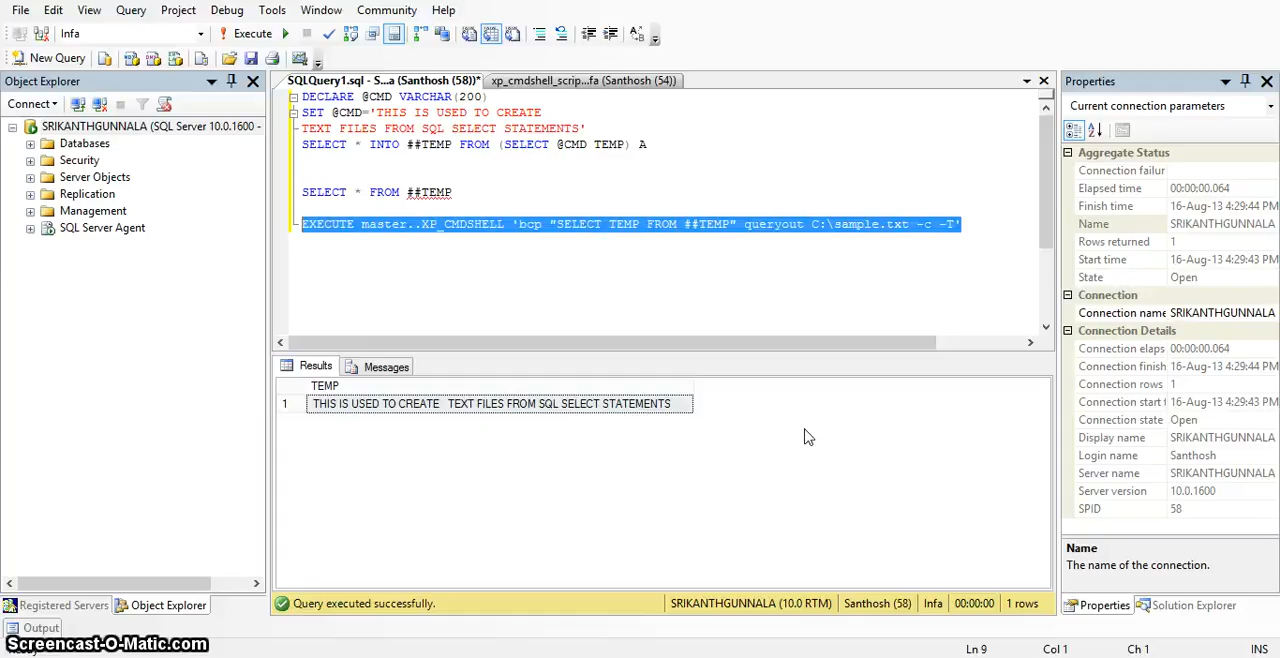 File Edit View Query Project Debug Tools Window Community Help
Infa Execute
New Query
Object Explorer
Connect
SRIKANTHGUNNALA (SQL Server 10.0.1600 -
Databases
Security
Server Objects
Replication
Management
SQL Server Agent
Registered Servers Object Explorer
Output
SQLQuery1.sql - S...a (Santhosh (58))* xp_cmdshell_scrip...fa (Santhosh (54))
DECLARE @CMD VARCHAR(200)
SET @CMD='THIS IS USED TO CREATE
TEXT FILES FROM SQL SELECT STATEMENTS'
SELECT * INTO ##TEMP FROM (SELECT @CMD TEMP) A
SELECT * FROM ##TEMP
EXECUTE master..XP_CMDSHELL 'bcp "SELECT TEMP FROM ##TEMP" queryout C:\sample.txt -c -T'
Results Messages
TEMP
1 THIS IS USED TO CREATE TEXT FILES FROM SQL SELECT STATEMENTS
Query executed successfully. SRIKANTHGUNNALA (10.0 RTM) Santhosh (58) Infa 00:00:00 1 rows
Properties
Current connection parameters
Aggregate Status
Connection failur
Elapsed time 00:00:00.064
Finish time 16-Aug-13 4:29:44 PM
Name SRIKANTHGUNNALA
Rows returned 1
Start time 16-Aug-13 4:29:43 PM
State Open
Connection
Connection name SRIKANTHGUNNALA
Connection Details
Connection elaps 00:00:00.064
Connection finish 16-Aug-13 4:29:44 PM
Connection rows 1
Connection start t 16-Aug-13 4:29:43 PM
Connection state Open
Display name SRIKANTHGUNNALA
Login name Santhosh
Server name SRIKANTHGUNNALA
Server version 10.0.1600
SPID 58
Name
The name of the connection.
Properties Solution Explorer
Screencast-O-Matic.com
Ln 9 Col 1 Ch 1 INS